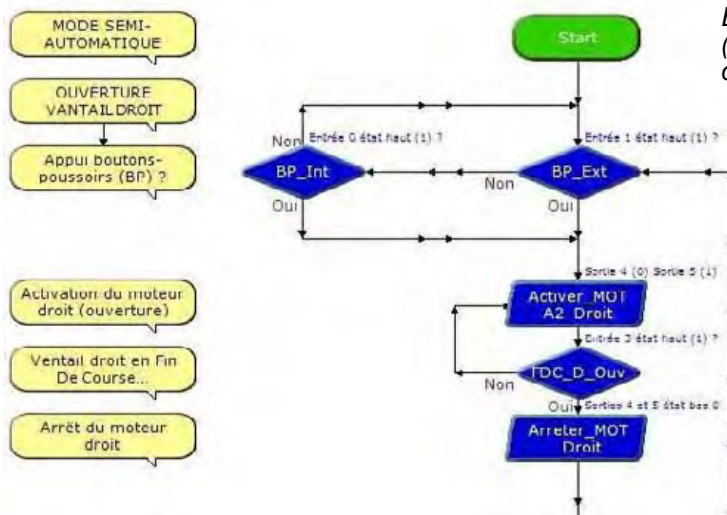 MODE SEMI-
AUTOMATIQUE
OUVERTURE
VANTAIL DROIT
Appui boutons-
poussoirs (BP) ?
Activation du moteur
droit (ouverture)
Ventail droit en Fin
De Course...
Arrêt du moteur
droit
Start
Non
Entrée 0 état haut (1) ?
Entrée 1 état haut (1) ?
BP_Int
Non
BP_Ext
Oui
Oui
Sortie 4 (0) Sortie 5 (1)
Activer_MOT
A2_Droit
Entrée 3 état haut (1) ?
Non
FDC_D_Ouv
Oui
Sorties 4 et 5 état bas 0
Arreter_MOT
Droit